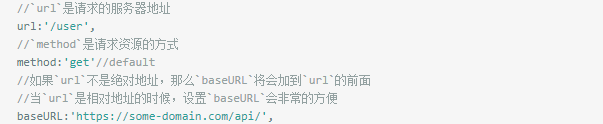 //`url`是请求的服务器地址
url:'/user',
//`method`是请求资源的方式
method:'get'//default
//如果`url`不是绝对地址，那么`baseURL`将会加到`url`的前面
//当`url`是相对地址的时候，设置`baseURL`会非常的方便
baseURL:'https://some-domain.com/api/',